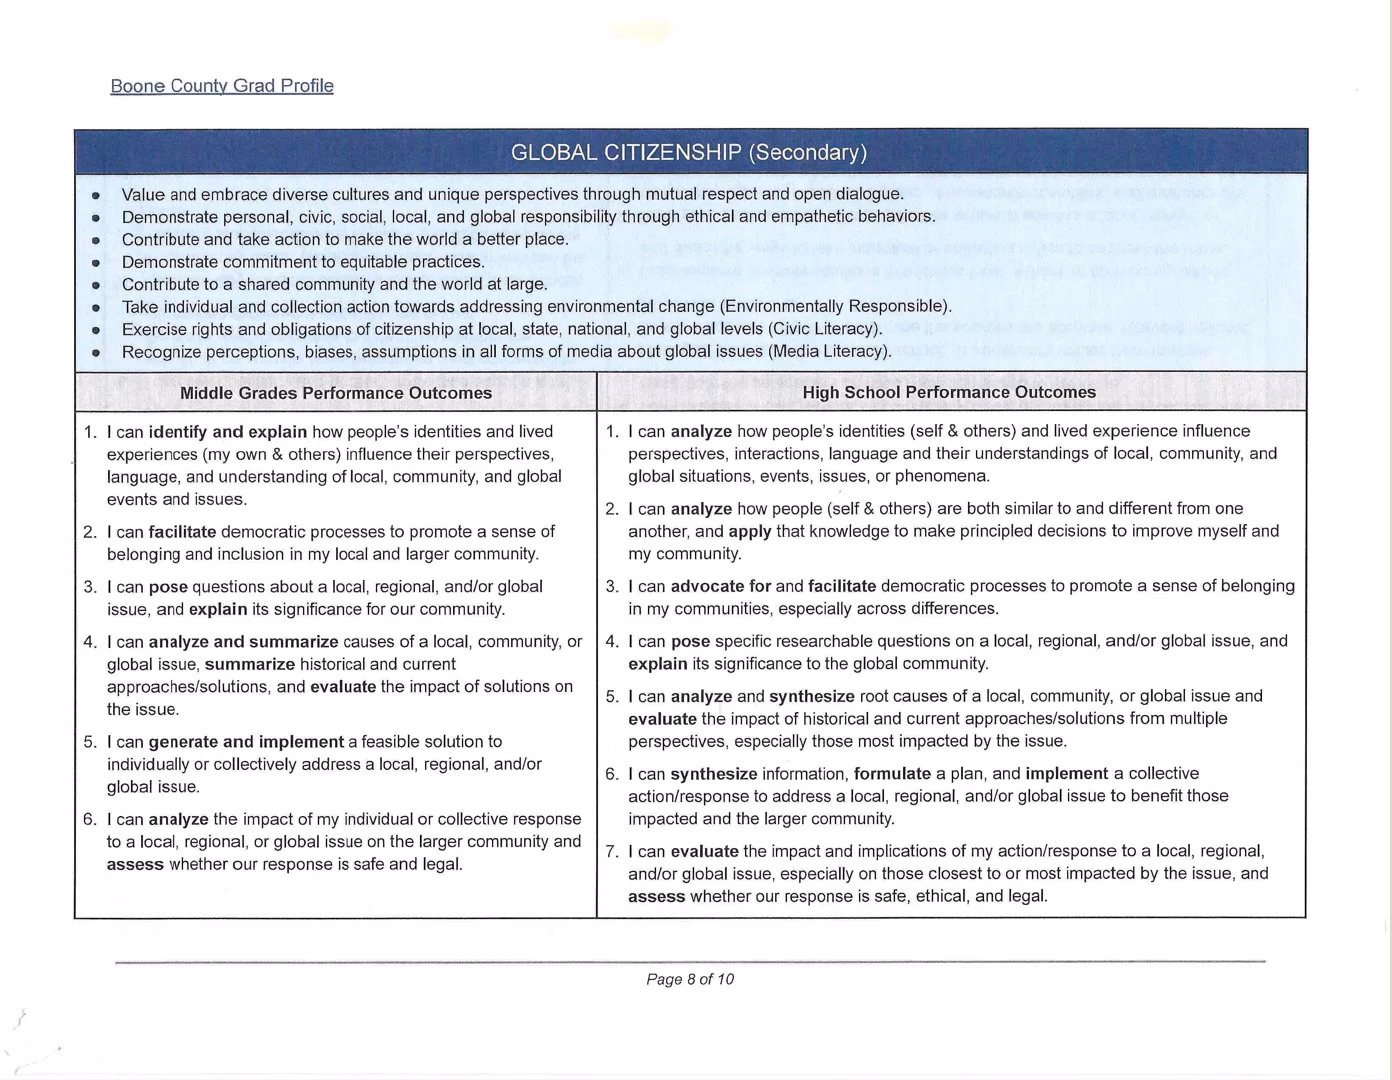 Boone County Grad Profile
GLOBAL CITIZENSHIP (Secondary)
• Value and embrace diverse cultures and unique perspectives through mutual respect and open dialogue.
• Demonstrate personal, civic, social, local, and global responsibility through ethical and empathetic behaviors.
• Contribute and take action to make the world a better place.
• Demonstrate commitment to equitable practices.
• Contribute to a shared community and the world at large.
• Take individual and collection action towards addressing environmental change (Environmentally Responsible).
• Exercise rights and obligations of citizenship at local, state, national, and global levels (Civic Literacy).
• Recognize perceptions, biases, assumptions in all forms of media about global issues (Media Literacy).
Middle Grades Performance Outcomes
1. I can identify and explain how people's identities and lived
experiences (my own & others) influence their perspectives,
language, and understanding of local, community, and global
events and issues.
2. I can facilitate democratic processes to promote a sense of
belonging and inclusion in my local and larger community.
3. I can pose questions about a local, regional, and/or global
issue, and explain its significance for our community.
4. I can analyze and summarize causes of a local, community, or
global issue, summarize historical and current
approaches/solutions, and evaluate the impact of solutions on
the issue.
5. I can generate and implement a feasible solution to
individually or collectively address a local, regional, and/or
global issue.
6. I can analyze the impact of my individual or collective response
to a local, regional, or global issue on the larger community and
assess whether our response is safe and legal.
High School Performance Outcomes
1. I can analyze how people's identities (self & others) and lived experience influence
perspectives, interactions, language and their understandings of local, community, and
global situations, events, issues, or phenomena.
2. I can analyze how people (self & others) are both similar to and different from one
another, and apply that knowledge to make principled decisions to improve myself and
my community.
3. I can advocate for and facilitate democratic processes to promote a sense of belonging
in my communities, especially across differences.
4. I can pose specific researchable questions on a local, regional, and/or global issue, and
explain its significance to the global community.
5. I can analyze and synthesize root causes of a local, community, or global issue and
evaluate the impact of historical and current approaches/solutions from multiple
perspectives, especially those most impacted by the issue.
6. I can synthesize information, formulate a plan, and implement a collective
action/response to address a local, regional, and/or global issue to benefit those
impacted and the larger community.
7. I can evaluate the impact and implications of my action/response to a local, regional,
and/or global issue, especially on those closest to or most impacted by the issue, and
assess whether our response is safe, ethical, and legal.
Page 8 of 10